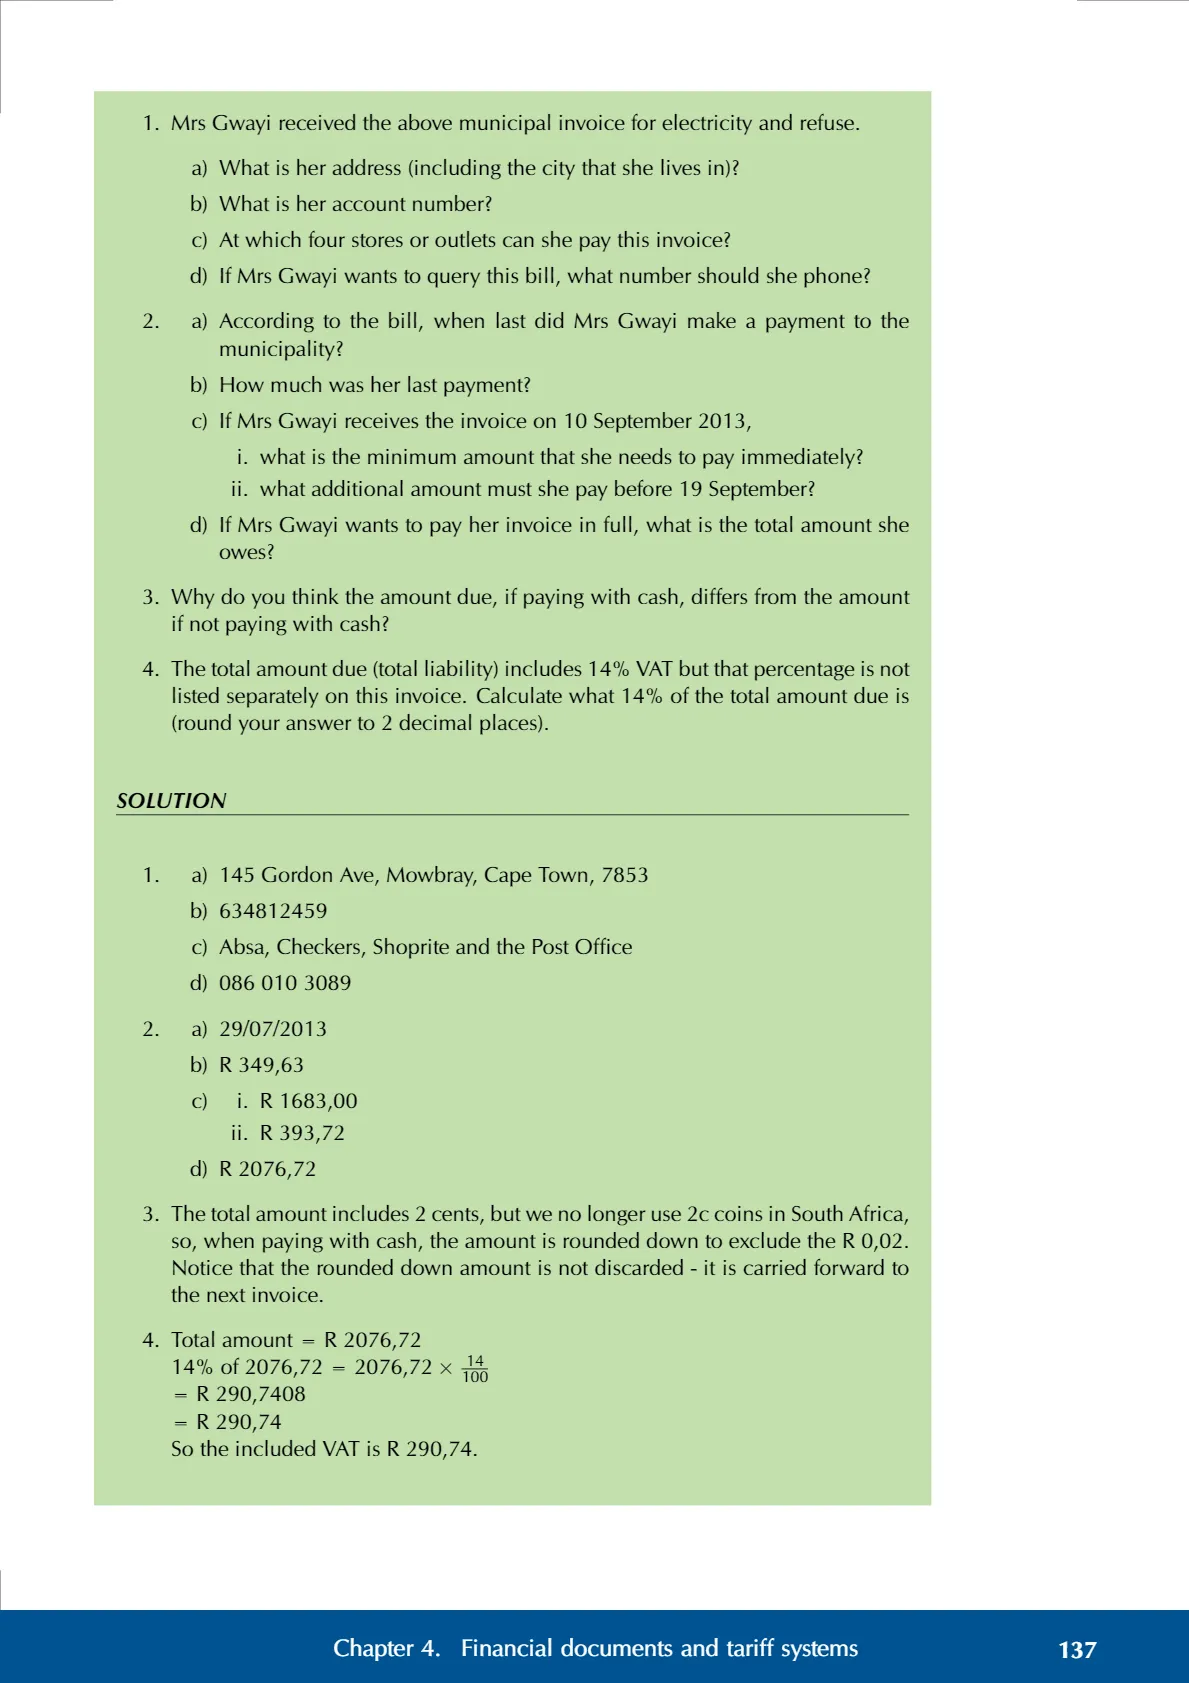 1. Mrs Gwayi received the above municipal invoice for electricity and refuse.
a) What is her address (including the city that she lives in)?
b) What is her account number?
c) At which four stores or outlets can she pay this invoice?
d) If Mrs Gwayi wants to query this bill, what number should she phone?
2. a) According to the bill, when last did Mrs Gwayi make a payment to the
municipality?
b) How much was her last payment?
c) If Mrs Gwayi receives the invoice on 10 September 2013,
i. what is the minimum amount that she needs to pay immediately?
ii. what additional amount must she pay before 19 September?
d) If Mrs Gwayi wants to pay her invoice in full, what is the total amount she
owes?
3. Why do you think the amount due, if paying with cash, differs from the amount
if not paying with cash?
4. The total amount due (total liability) includes 14% VAT but that percentage is not
listed separately on this invoice. Calculate what 14% of the total amount due is
(round your answer to 2 decimal places).
SOLUTION
1. a) 145 Gordon Ave, Mowbray, Cape Town, 7853
b) 634812459
c) Absa, Checkers, Shoprite and the Post Office
d) 086 010 3089
2. a) 29/07/2013
b) R 349,63
c) i. R 1683,00
ii. R 393,72
d) R 2076,72
3. The total amount includes 2 cents, but we no longer use 2c coins in South Africa,
so, when paying with cash, the amount is rounded down to exclude the R 0,02.
Notice that the rounded down amount is not discarded - it is carried forward to
the next invoice.
4. Total amount = R 2076,72
14% of 2076,72 = 2076,72 × 14/100
= R 290,7408
= R 290,74
So the included VAT is R 290,74.
Chapter 4. Financial documents and tariff systems 137